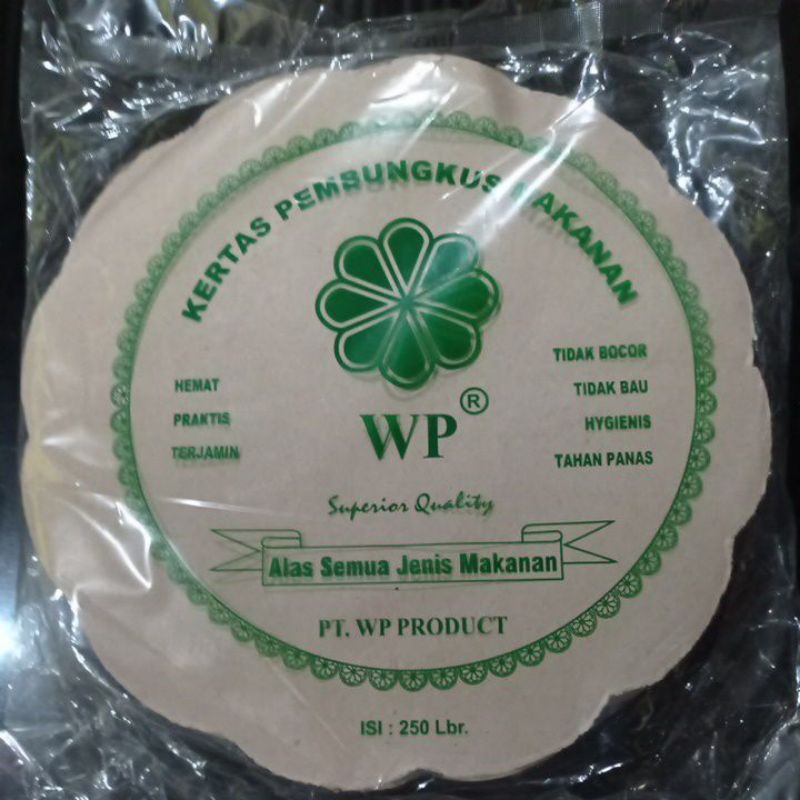 KERTAS PEMBUNGKUS MAKANAN
HEMAT
PRAKTIS
TERJAMIN
TIDAK BOCOR
TIDAK BAU
HYGIENIS
TAHAN PANAS
WP ®
Superior Quality
Alas Semua Jenis Makanan
PT. WP PRODUCT
ISI : 250 Lbr.